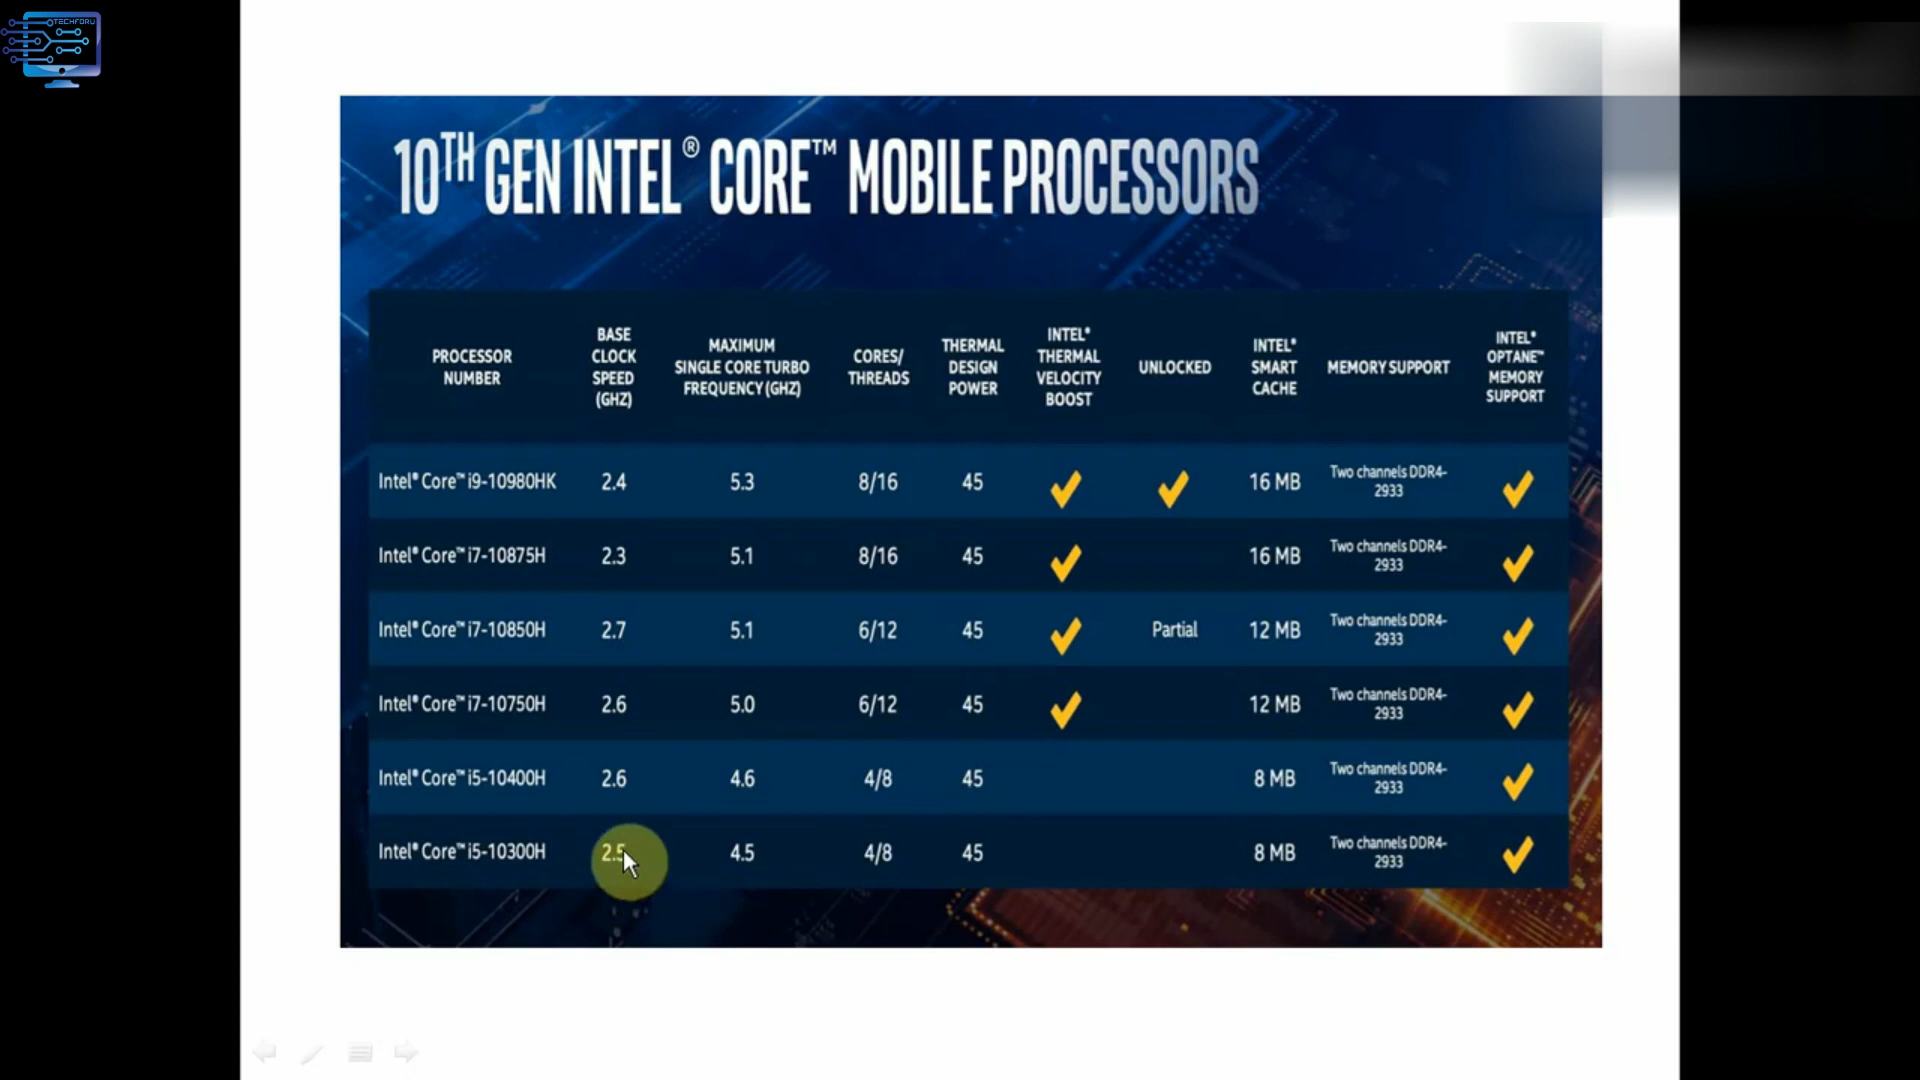 TECHFORU
10TH GEN INTEL® CORE™ MOBILE PROCESSORS
PROCESSOR
NUMBER
BASE
CLOCK
SPEED
(GHZ)
MAXIMUM
SINGLE CORE TURBO
FREQUENCY (GHZ)
CORES/
THREADS
THERMAL
DESIGN
POWER
INTEL®
THERMAL
VELOCITY
BOOST
UNLOCKED
INTEL®
SMART
CACHE
MEMORY SUPPORT
INTEL®
OPTANE™
MEMORY
SUPPORT
Intel® Core™ i9-10980HK 2.4 5.3 8/16 45 ✓ ✓ 16 MB Two channels DDR4-
2933 ✓
Intel® Core™ i7-10875H 2.3 5.1 8/16 45 ✓ 16 MB Two channels DDR4-
2933 ✓
Intel® Core™ i7-10850H 2.7 5.1 6/12 45 ✓ Partial 12 MB Two channels DDR4-
2933 ✓
Intel® Core™ i7-10750H 2.6 5.0 6/12 45 ✓ 12 MB Two channels DDR4-
2933 ✓
Intel® Core™ i5-10400H 2.6 4.6 4/8 45 8 MB Two channels DDR4-
2933 ✓
Intel® Core™ i5-10300H 2.5 4.5 4/8 45 8 MB Two channels DDR4-
2933 ✓